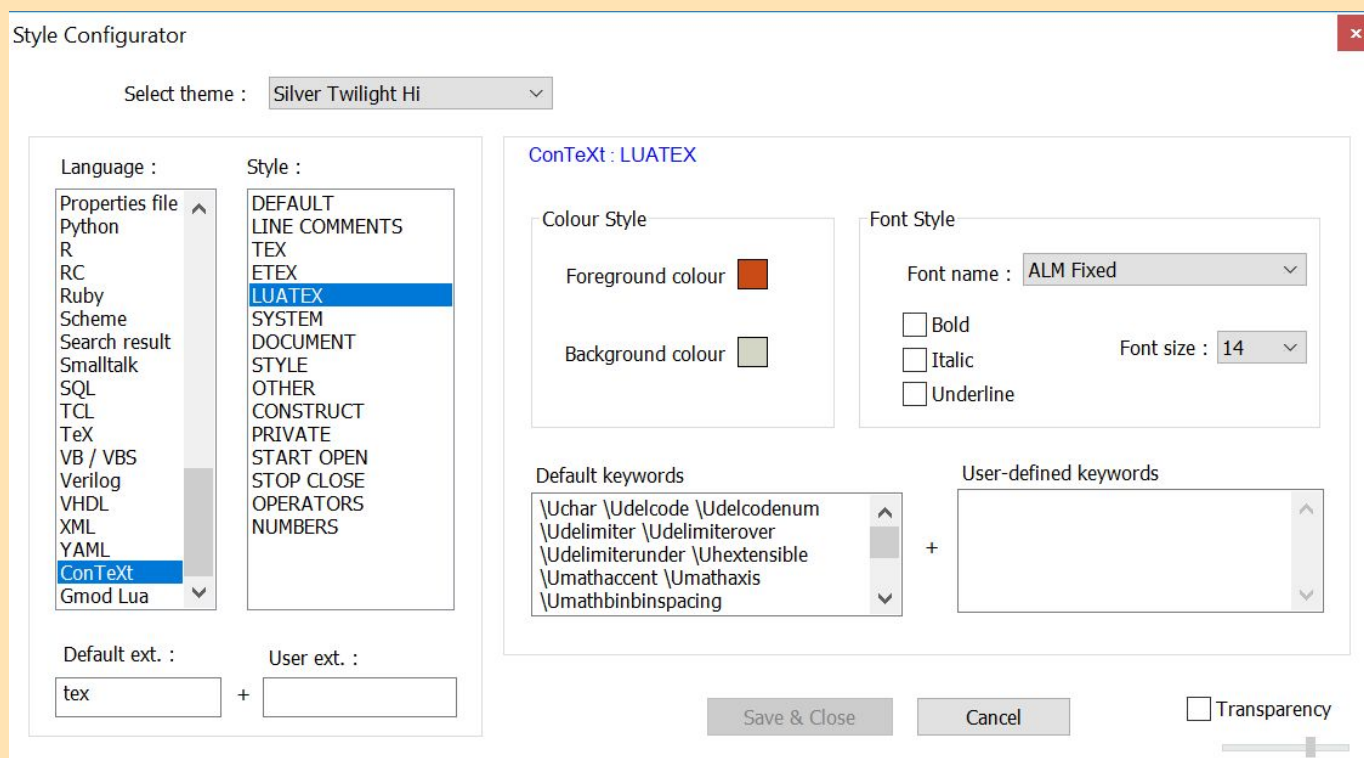 Style Configurator
x
Select theme :
Silver Twilight Hi
Language :
Properties file
Python
R
RC
Ruby
Scheme
Search result
Smalltalk
SQL
TCL
TeX
VB / VBS
Verilog
VHDL
XML
YAML
ConTeXt
Gmod Lua
Style :
DEFAULT
LINE COMMENTS
TEX
ETEX
LUATEX
SYSTEM
DOCUMENT
STYLE
OTHER
CONSTRUCT
PRIVATE
START OPEN
STOP CLOSE
OPERATORS
NUMBERS
Default ext. :
tex
+
User ext. :
ConTeXt : LUATEX
Colour Style
Foreground colour
Background colour
Font Style
Font name :
ALM Fixed
Bold
Italic
Underline
Font size :
14
Default keywords
\Uchar \Udelcode \Udelcodenum
\Udelimiter \Udelimiterover
\Udelimiterunder \Uhextensible
\Umathaccent \Umathaxis
\Umathbinbinspacing
+
User-defined keywords
Save & Close
Cancel
Transparency